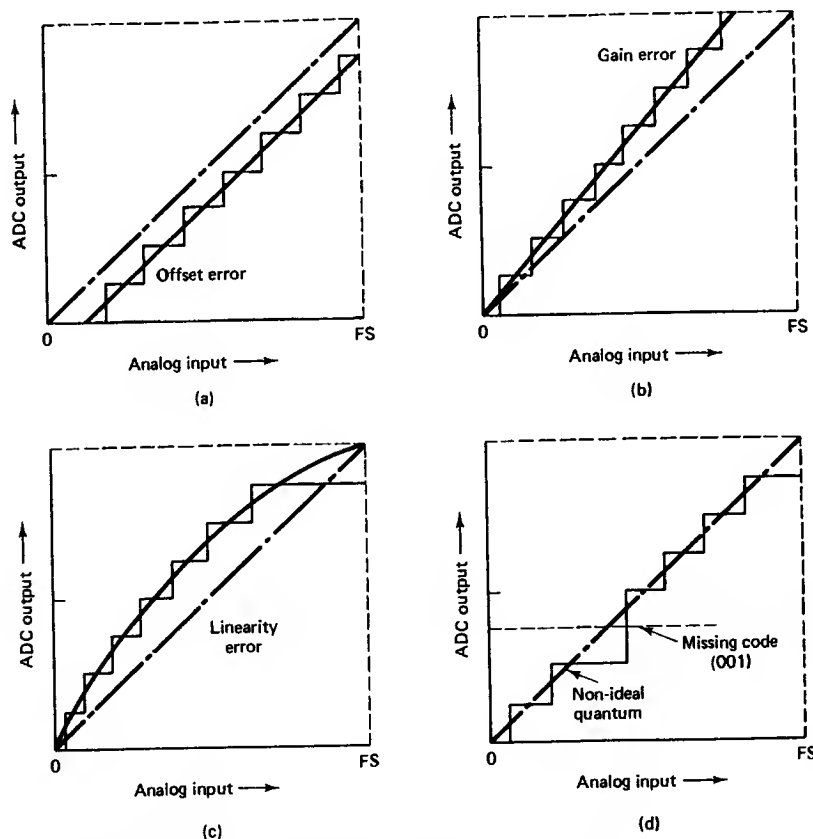 ADC output
Offset error
0
FS
Analog input
(a)
ADC output
Gain error
0
FS
Analog input
(b)
ADC output
Linearity
error
0
FS
Analog input
(c)
ADC output
Missing code
(001)
Non-ideal
quantum
0
FS
Analog input
(d)